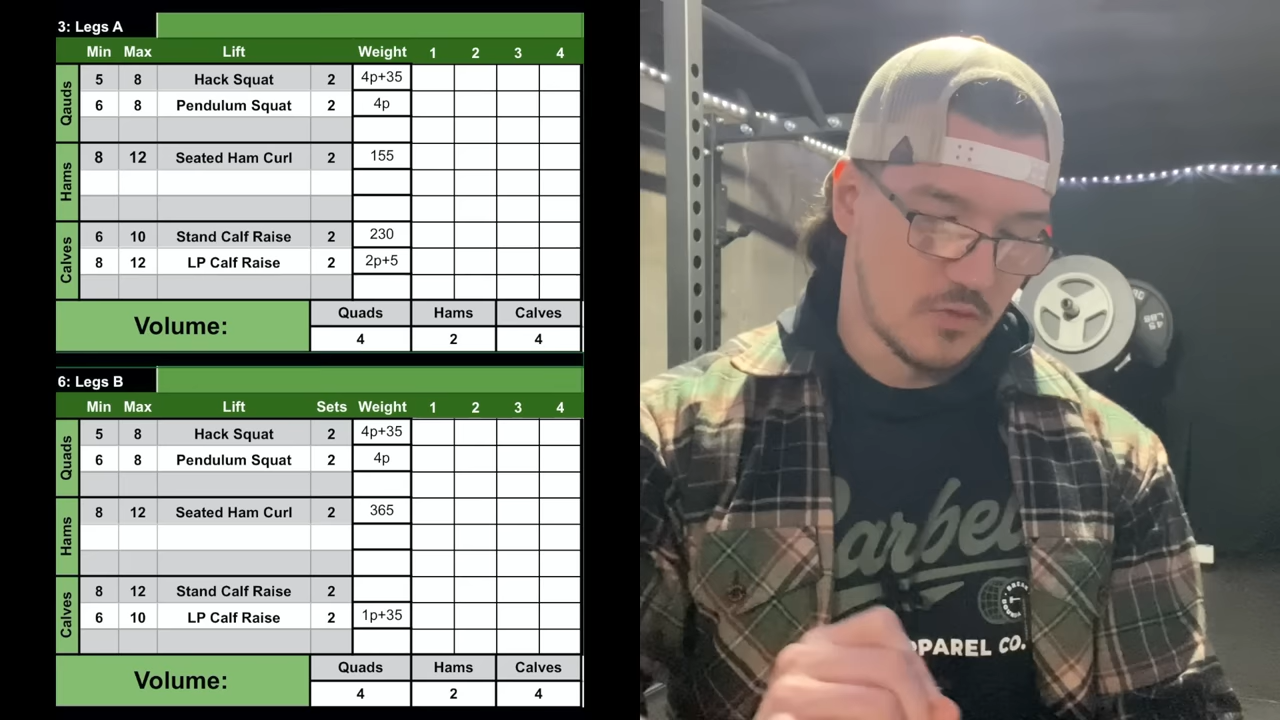 3: Legs A
Min Max Lift Weight 1 2 3 4
Qauds
5 8 Hack Squat 2 4p+35
6 8 Pendulum Squat 2 4p
Hams
8 12 Seated Ham Curl 2 155
Calves
6 10 Stand Calf Raise 2 230
8 12 LP Calf Raise 2 2p+5
Volume:
Quads Hams Calves
4 2 4
6: Legs B
Min Max Lift Sets Weight 1 2 3 4
Quads
5 8 Hack Squat 2 4p+35
6 8 Pendulum Squat 2 4p
Hams
8 12 Seated Ham Curl 2 365
Calves
8 12 Stand Calf Raise 2
6 10 LP Calf Raise 2 1p+35
Volume:
Quads Hams Calves
4 2 4
Barbel
APPAREL CO.
45
LBS